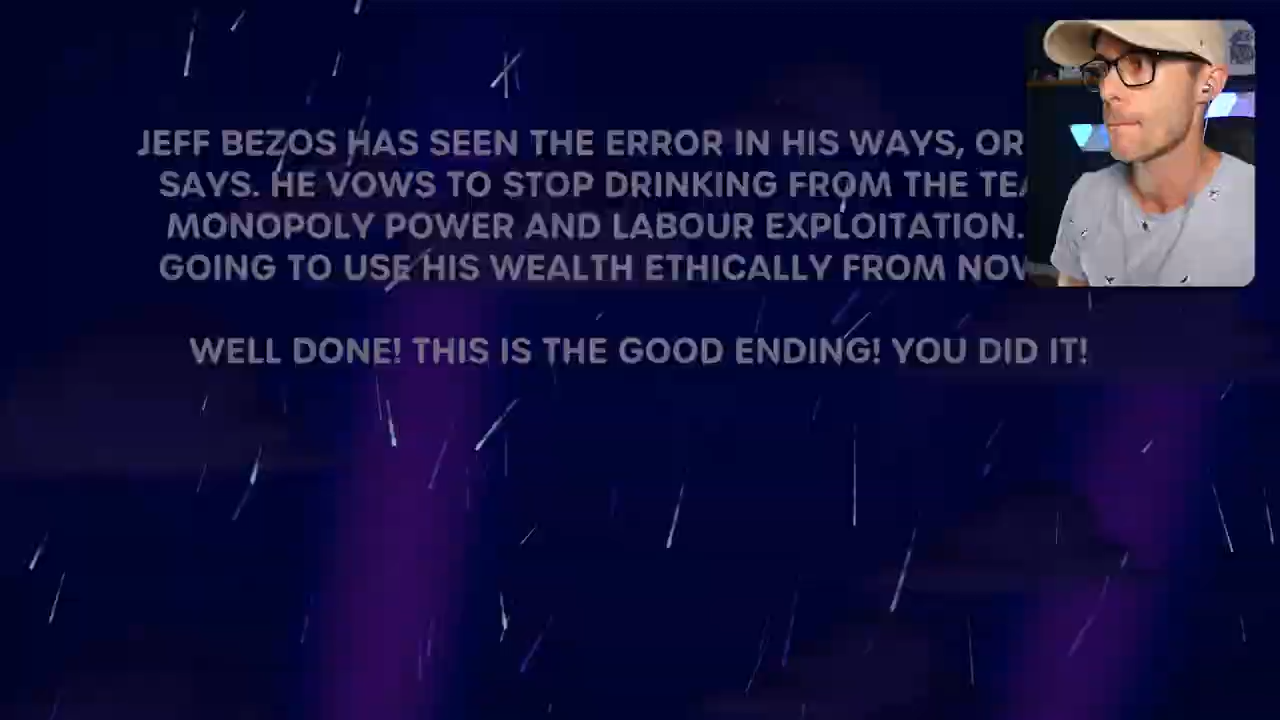 JEFF BEZOS HAS SEEN THE ERROR IN HIS WAYS, OR
SAYS. HE VOWS TO STOP DRINKING FROM THE
MONOPOLY POWER AND LABOUR EXPLOITATION.
GOING TO USE HIS WEALTH ETHICALLY FROM
WELL DONE! THIS IS THE GOOD ENDING! YOU DID IT!